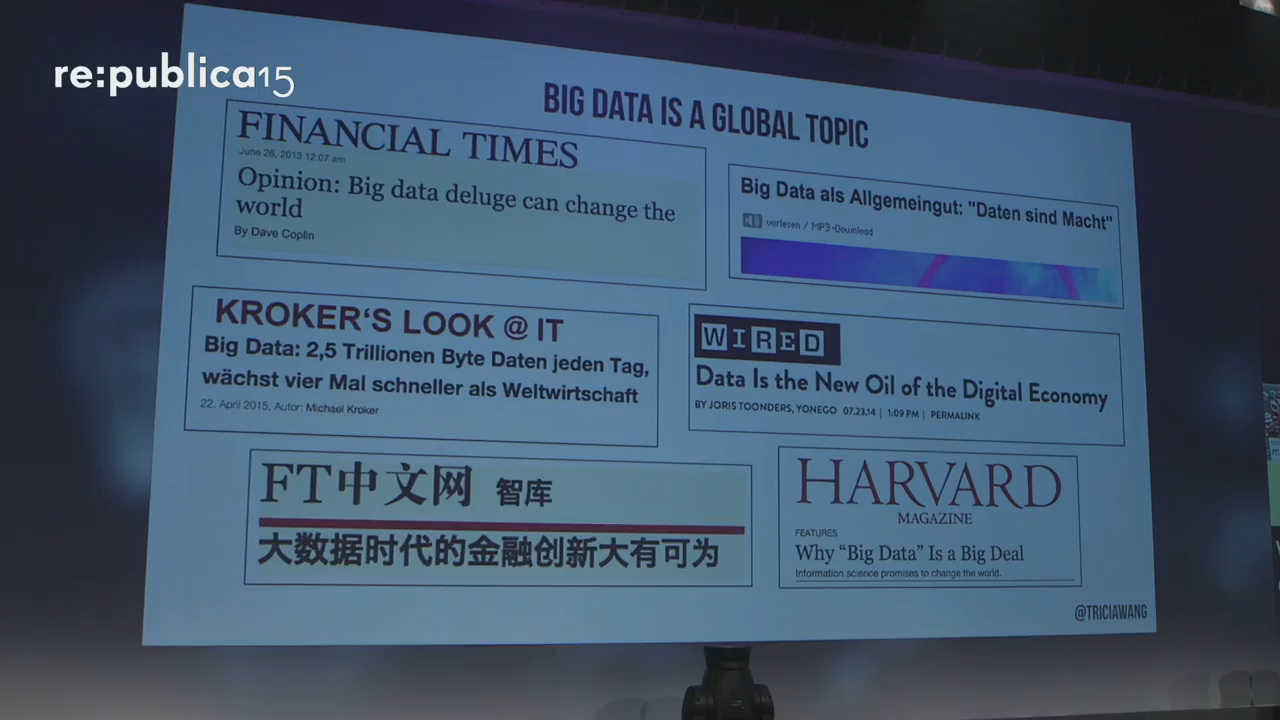 re:publica15
BIG DATA IS A GLOBAL TOPIC
FINANCIAL TIMES
June 26, 2013 12:07 am
Opinion: Big data deluge can change the
world
By Dave Coplin
Big Data als Allgemeingut: "Daten sind Macht"
vorlesen / MP3-Download
KROKER‘S LOOK @ IT
Big Data: 2,5 Trillionen Byte Daten jeden Tag,
wächst vier Mal schneller als Weltwirtschaft
22. April 2015, Autor: Michael Kroker
WIRED
Data Is the New Oil of the Digital Economy
BY JORIS TOONDERS, YONEGO 07.23.14 | 1:09 PM | PERMALINK
FT中文网 智库
大数据时代的金融创新大有可为
HARVARD
MAGAZINE
FEATURES
Why “Big Data” Is a Big Deal
Information science promises to change the world.
@TRICIAWANG